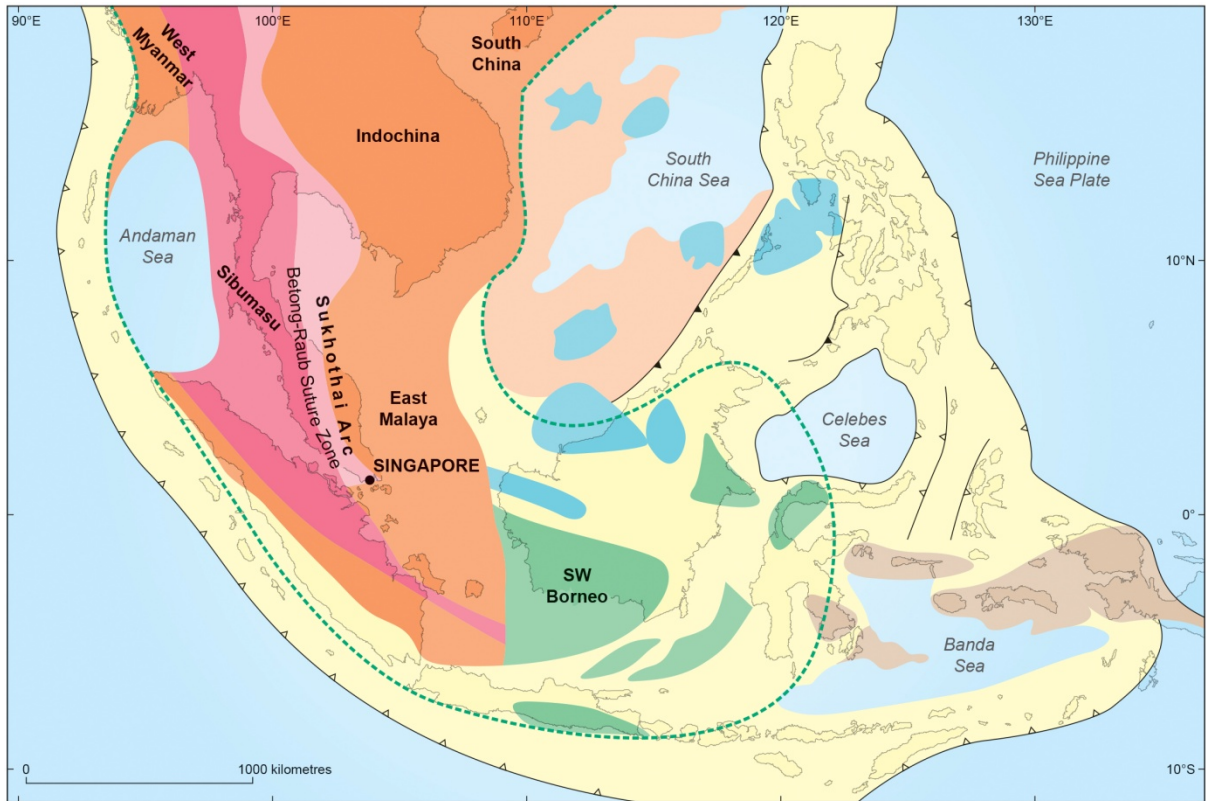 90°E
100°E
110°E
120°E
130°E
West
Myanmar
South
China
Indochina
South
China Sea
Philippine
Sea Plate
Andaman
Sea
10°N
Sibumasu
Betong-Raub Suture Zone
Sukhothai Arc
East
Malaya
SINGAPORE
Celebes
Sea
0°
SW
Borneo
Banda
Sea
0
1000 kilometres
10°S